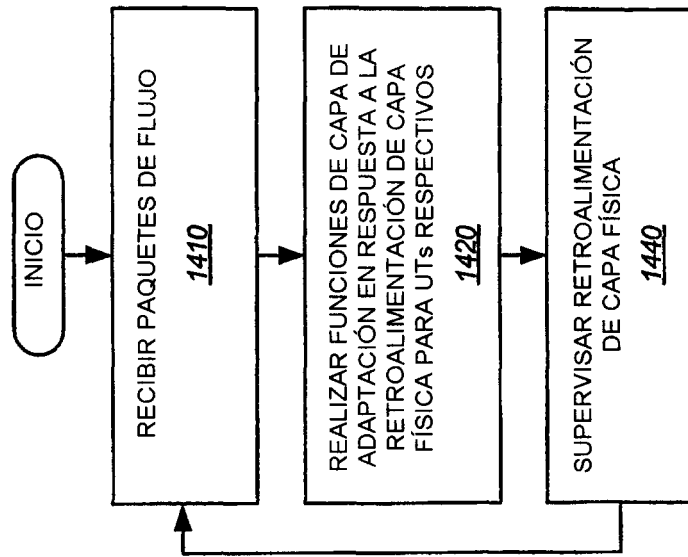 INICIO
RECIBIR PAQUETES DE FLUJO
1410
REALIZAR FUNCIONES DE CAPA DE
ADAPTACIÓN EN RESPUESTA A LA
RETROALIMENTACIÓN DE CAPA
FÍSICA PARA UTs RESPECTIVOS
1420
SUPERVISAR RETROALIMENTACIÓN
DE CAPA FÍSICA
1440